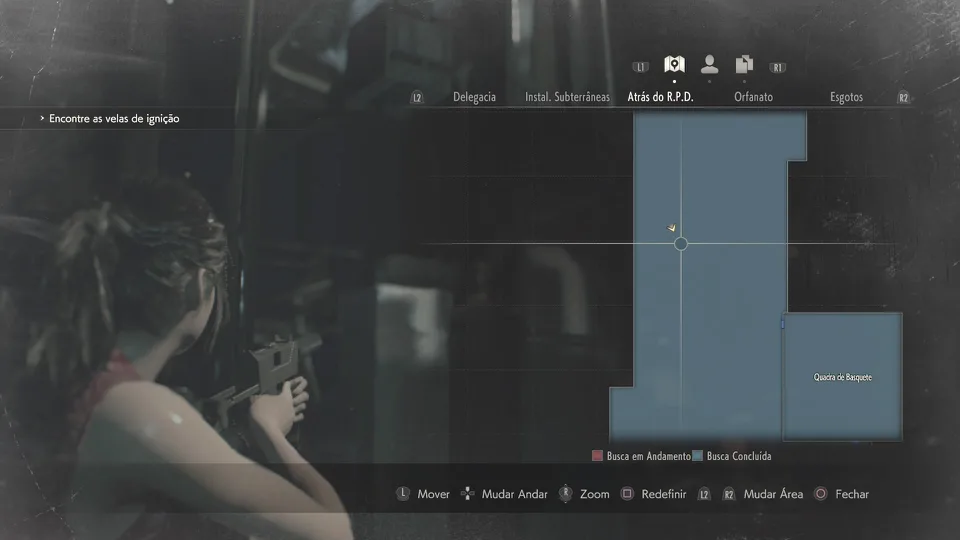 L1 R1
L2 Delegacia Instal. Subterrâneas Atrás do R.P.D. Orfanato Esgotos R2
> Encontre as velas de ignição
Quadra de Basquete
Busca em Andamento Busca Concluída
L Mover Mudar Andar R Zoom Redefinir L2 R2 Mudar Área Fechar